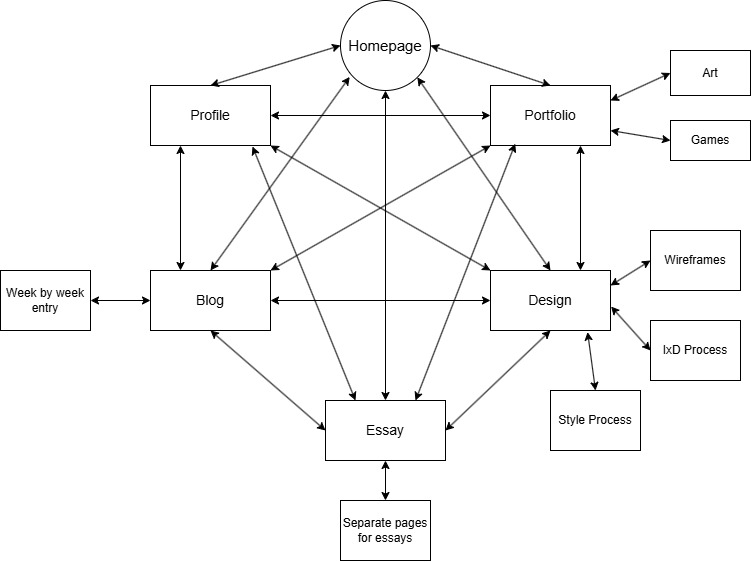 Homepage
Profile
Portfolio
Art
Games
Week by week
entry
Blog
Design
Wireframes
IxD Process
Style Process
Essay
Separate pages
for essays